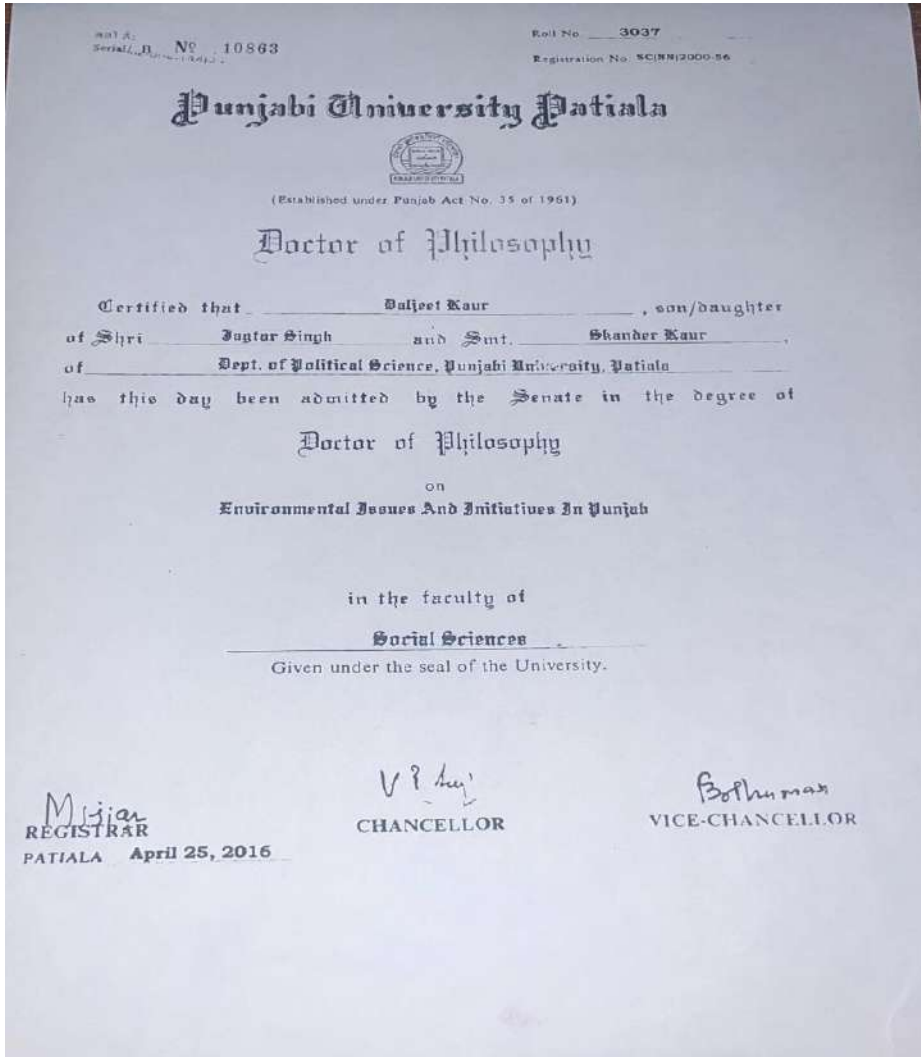 Serial B No 10863
Roll No. 3037
Registration No. SC(NN)2000-56
Punjabi University Patiala
(Established under Punjab Act No. 35 of 1961)
Doctor of Philosophy
Certified that Daljeet Kaur, son/daughter
of Shri Jagtar Singh and Smt. Skander Kaur,
of Dept. of Political Science, Punjabi University, Patiala
has this day been admitted by the Senate in the degree of
Doctor of Philosophy
on
Environmental Issues And Initiatives In Punjab
in the faculty of
Social Sciences
Given under the seal of the University.
REGISTRAR
CHANCELLOR
VICE-CHANCELLOR
PATIALA April 25, 2016